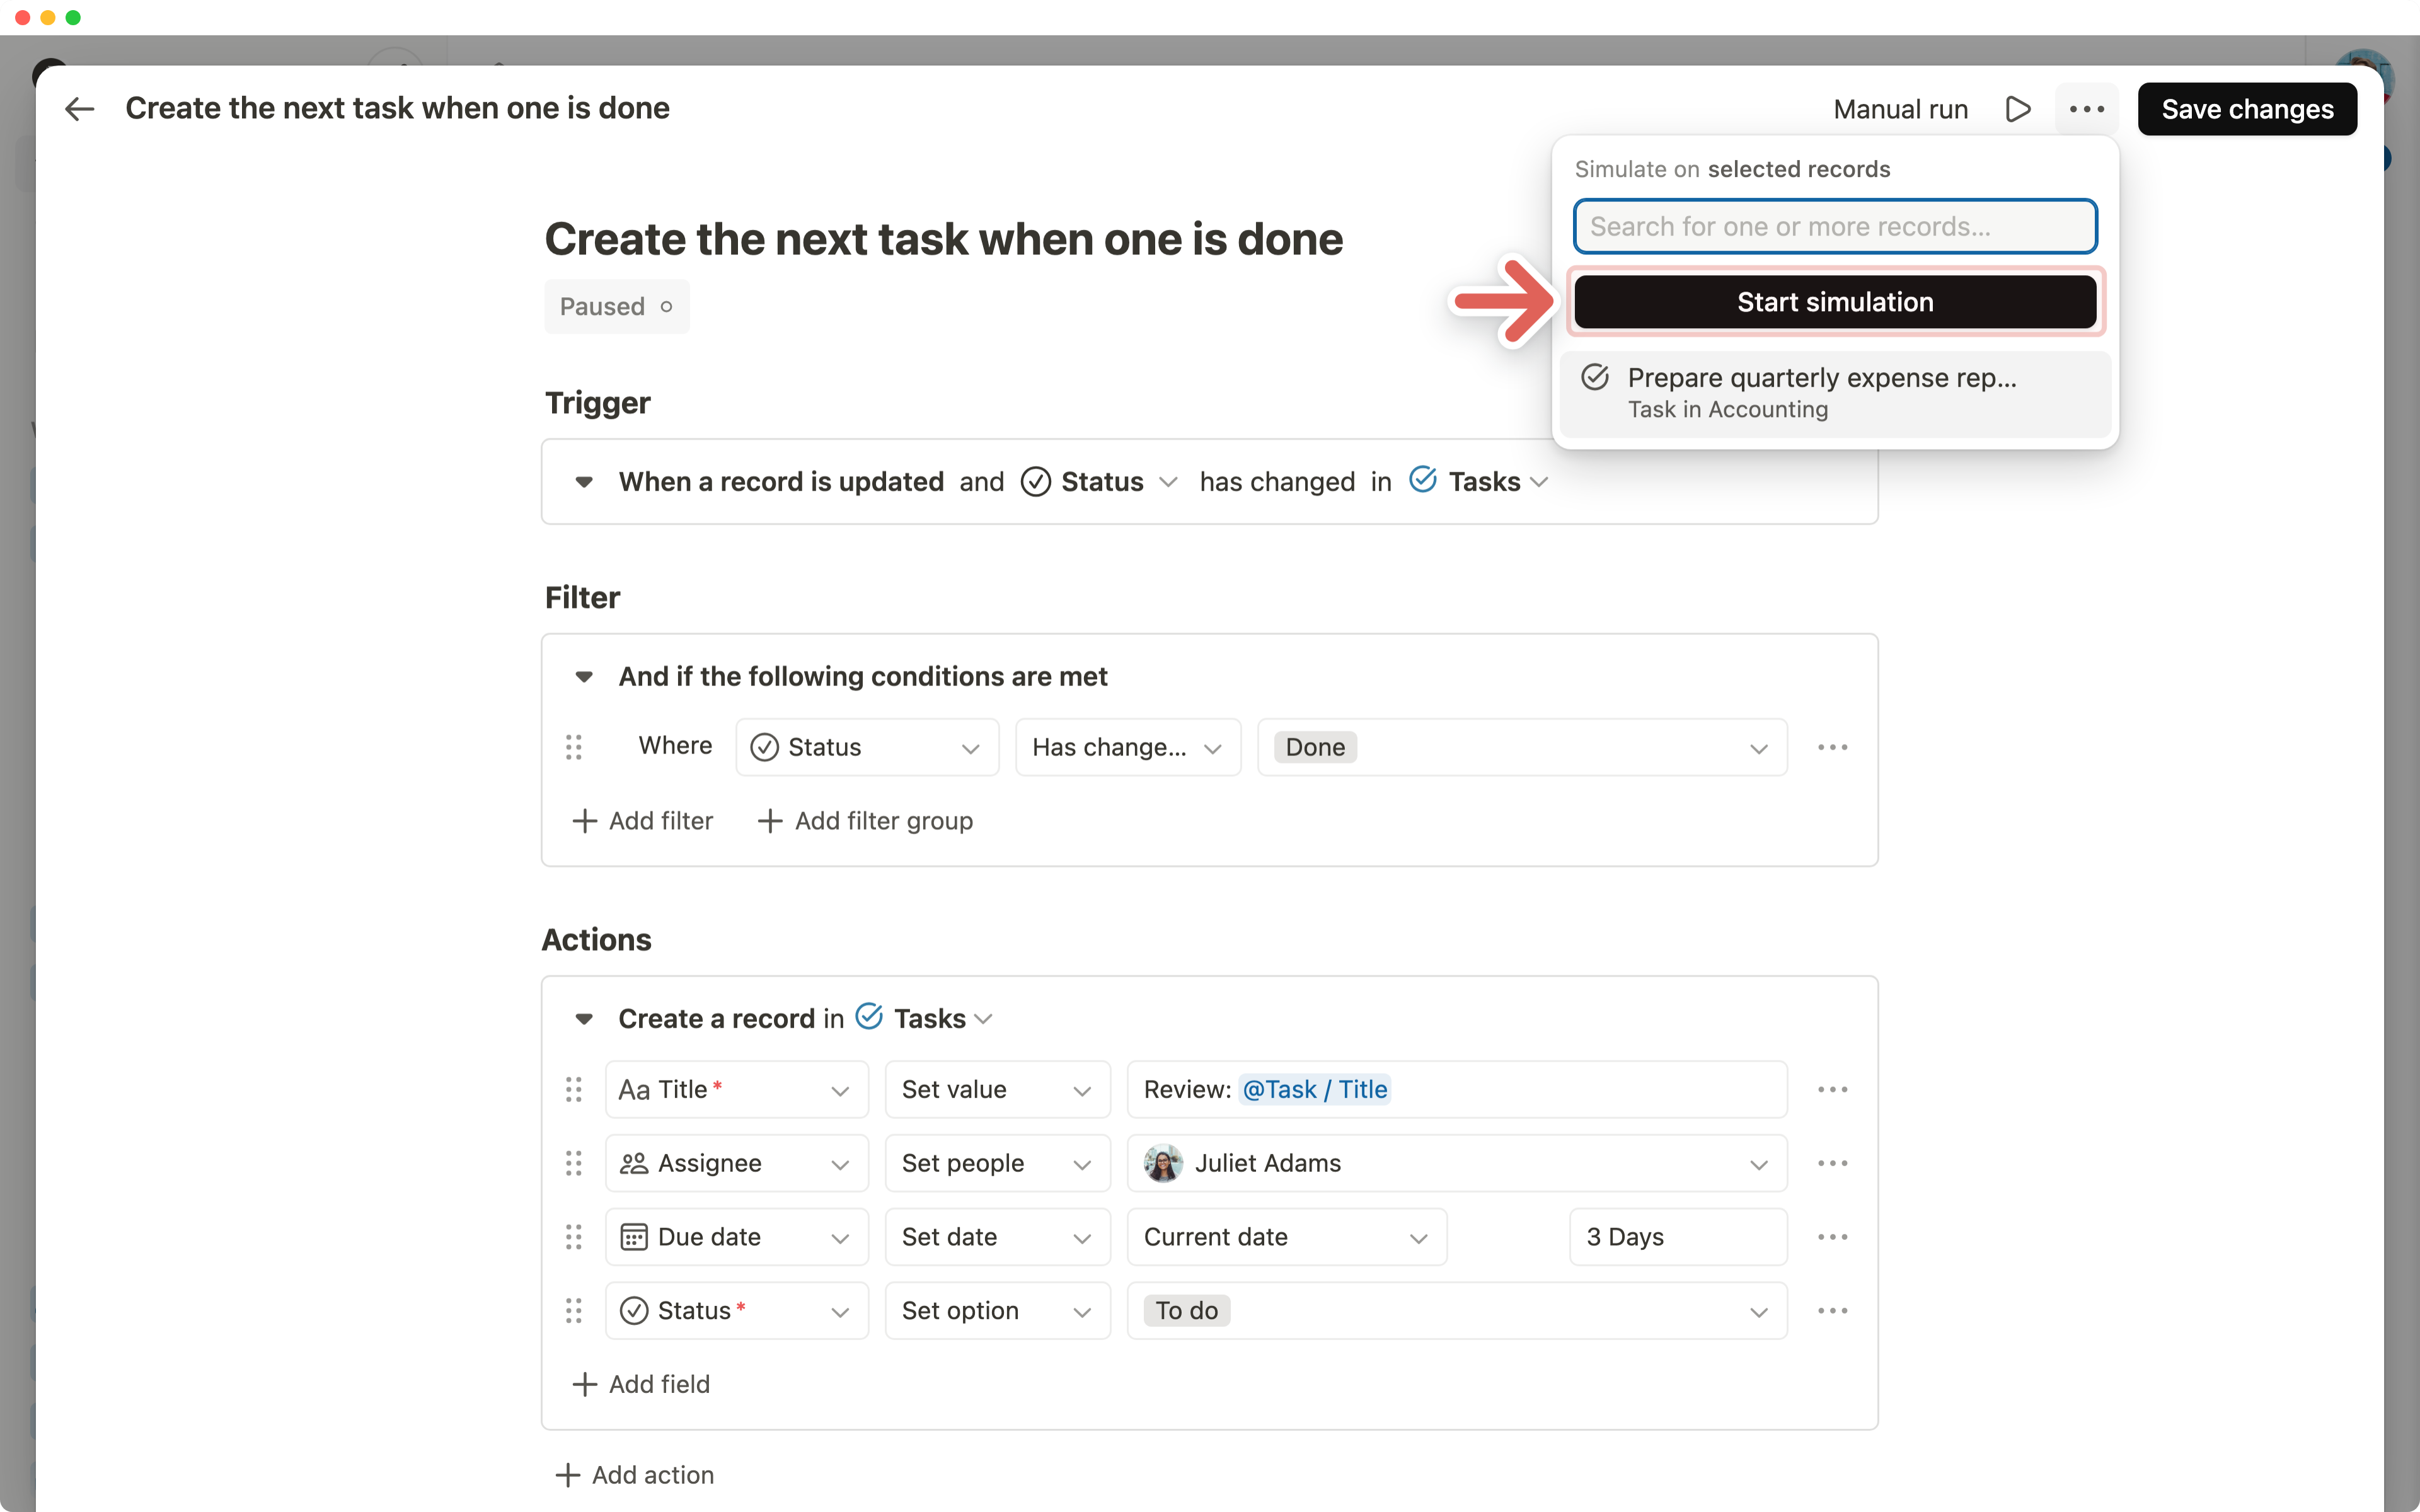 Create the next task when one is done
Manual run
Save changes
Simulate on selected records
Search for one or more records...
Start simulation
Prepare quarterly expense rep...
Task in Accounting
Create the next task when one is done
Paused
Trigger
When a record is updated and Status has changed in Tasks
Filter
And if the following conditions are met
Where Status Has change... Done
Add filter Add filter group
Actions
Create a record in Tasks
Aa Title* Set value Review: @Task / Title
Assignee Set people Juliet Adams
Due date Set date Current date 3 Days
Status* Set option To do
Add field
Add action